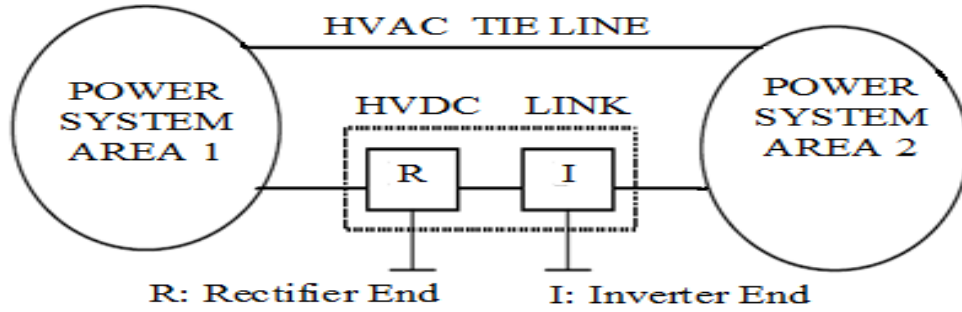 HVAC TIE LINE
POWER
SYSTEM
AREA 1
POWER
SYSTEM
AREA 2
HVDC LINK
R
I
R: Rectifier End
I: Inverter End